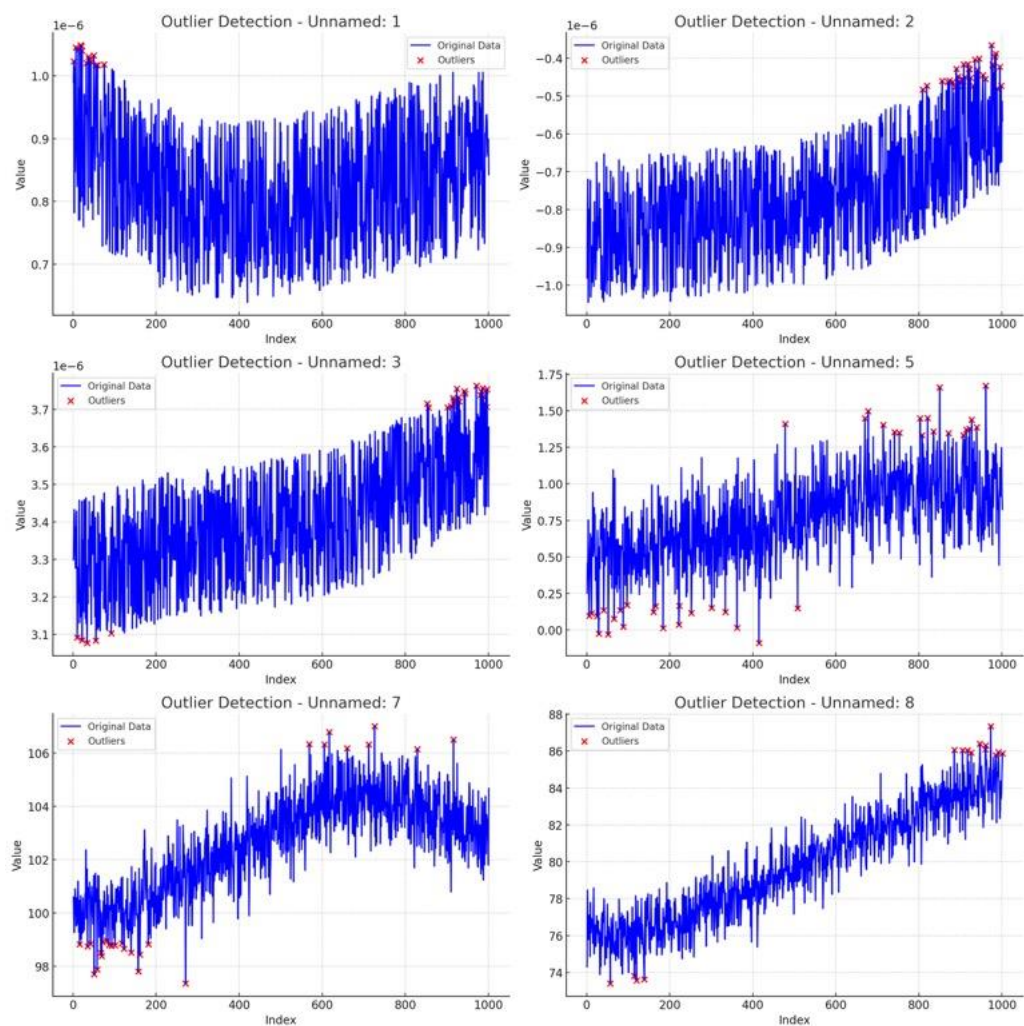 Outlier Detection - Unnamed: 1
1e−6
Original Data
Outliers
1.0
0.9
0.8
0.7
Value
0
200
400
600
800
1000
Index
Outlier Detection - Unnamed: 2
1e−6
Original Data
Outliers
−0.4
−0.5
−0.6
−0.7
−0.8
−0.9
−1.0
Value
0
200
400
600
800
1000
Index
Outlier Detection - Unnamed: 3
1e−6
Original Data
Outliers
3.7
3.6
3.5
3.4
3.3
3.2
3.1
Value
0
200
400
600
800
1000
Index
Outlier Detection - Unnamed: 5
Original Data
Outliers
1.75
1.50
1.25
1.00
0.75
0.50
0.25
0.00
Value
0
200
400
600
800
1000
Index
Outlier Detection - Unnamed: 7
Original Data
Outliers
106
104
102
100
98
Value
0
200
400
600
800
1000
Index
Outlier Detection - Unnamed: 8
Original Data
Outliers
88
86
84
82
80
78
76
74
Value
0
200
400
600
800
1000
Index